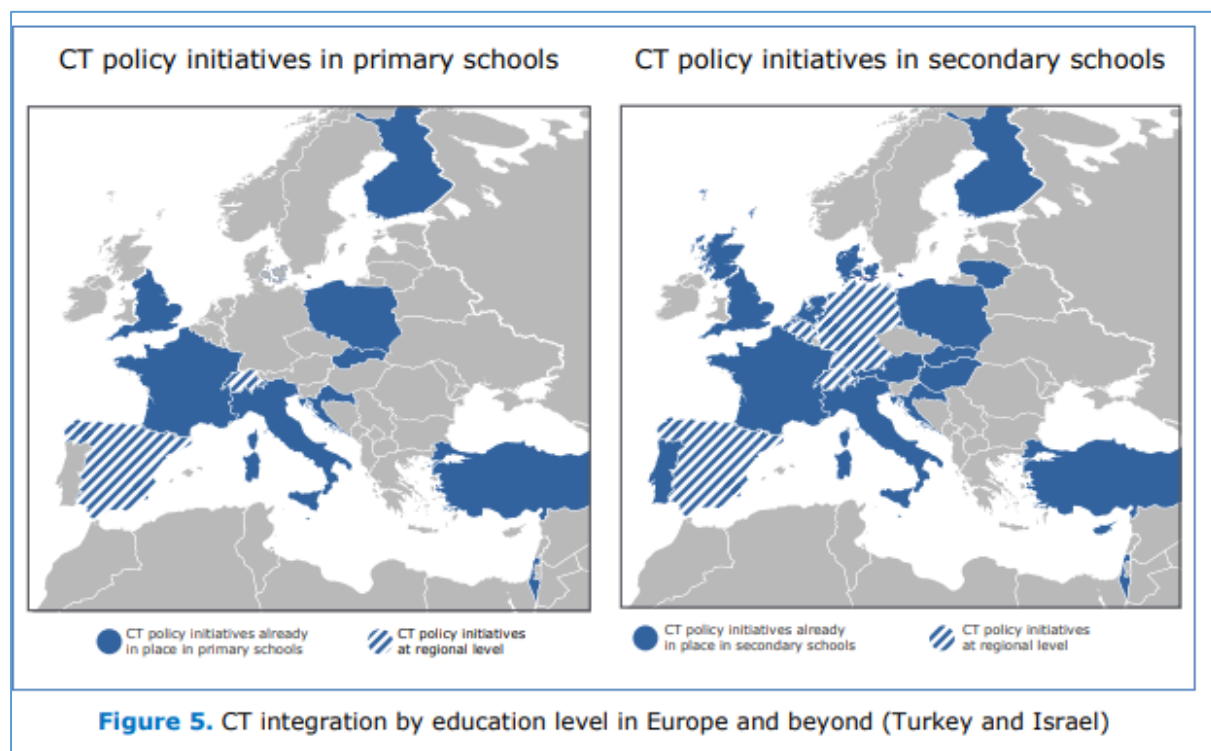 CT policy initiatives in primary schools
CT policy initiatives in secondary schools
CT policy initiatives already
in place in primary schools
CT policy initiatives
at regional level
CT policy initiatives already
in place in secondary schools
CT policy initiatives
at regional level
Figure 5. CT integration by education level in Europe and beyond (Turkey and Israel)